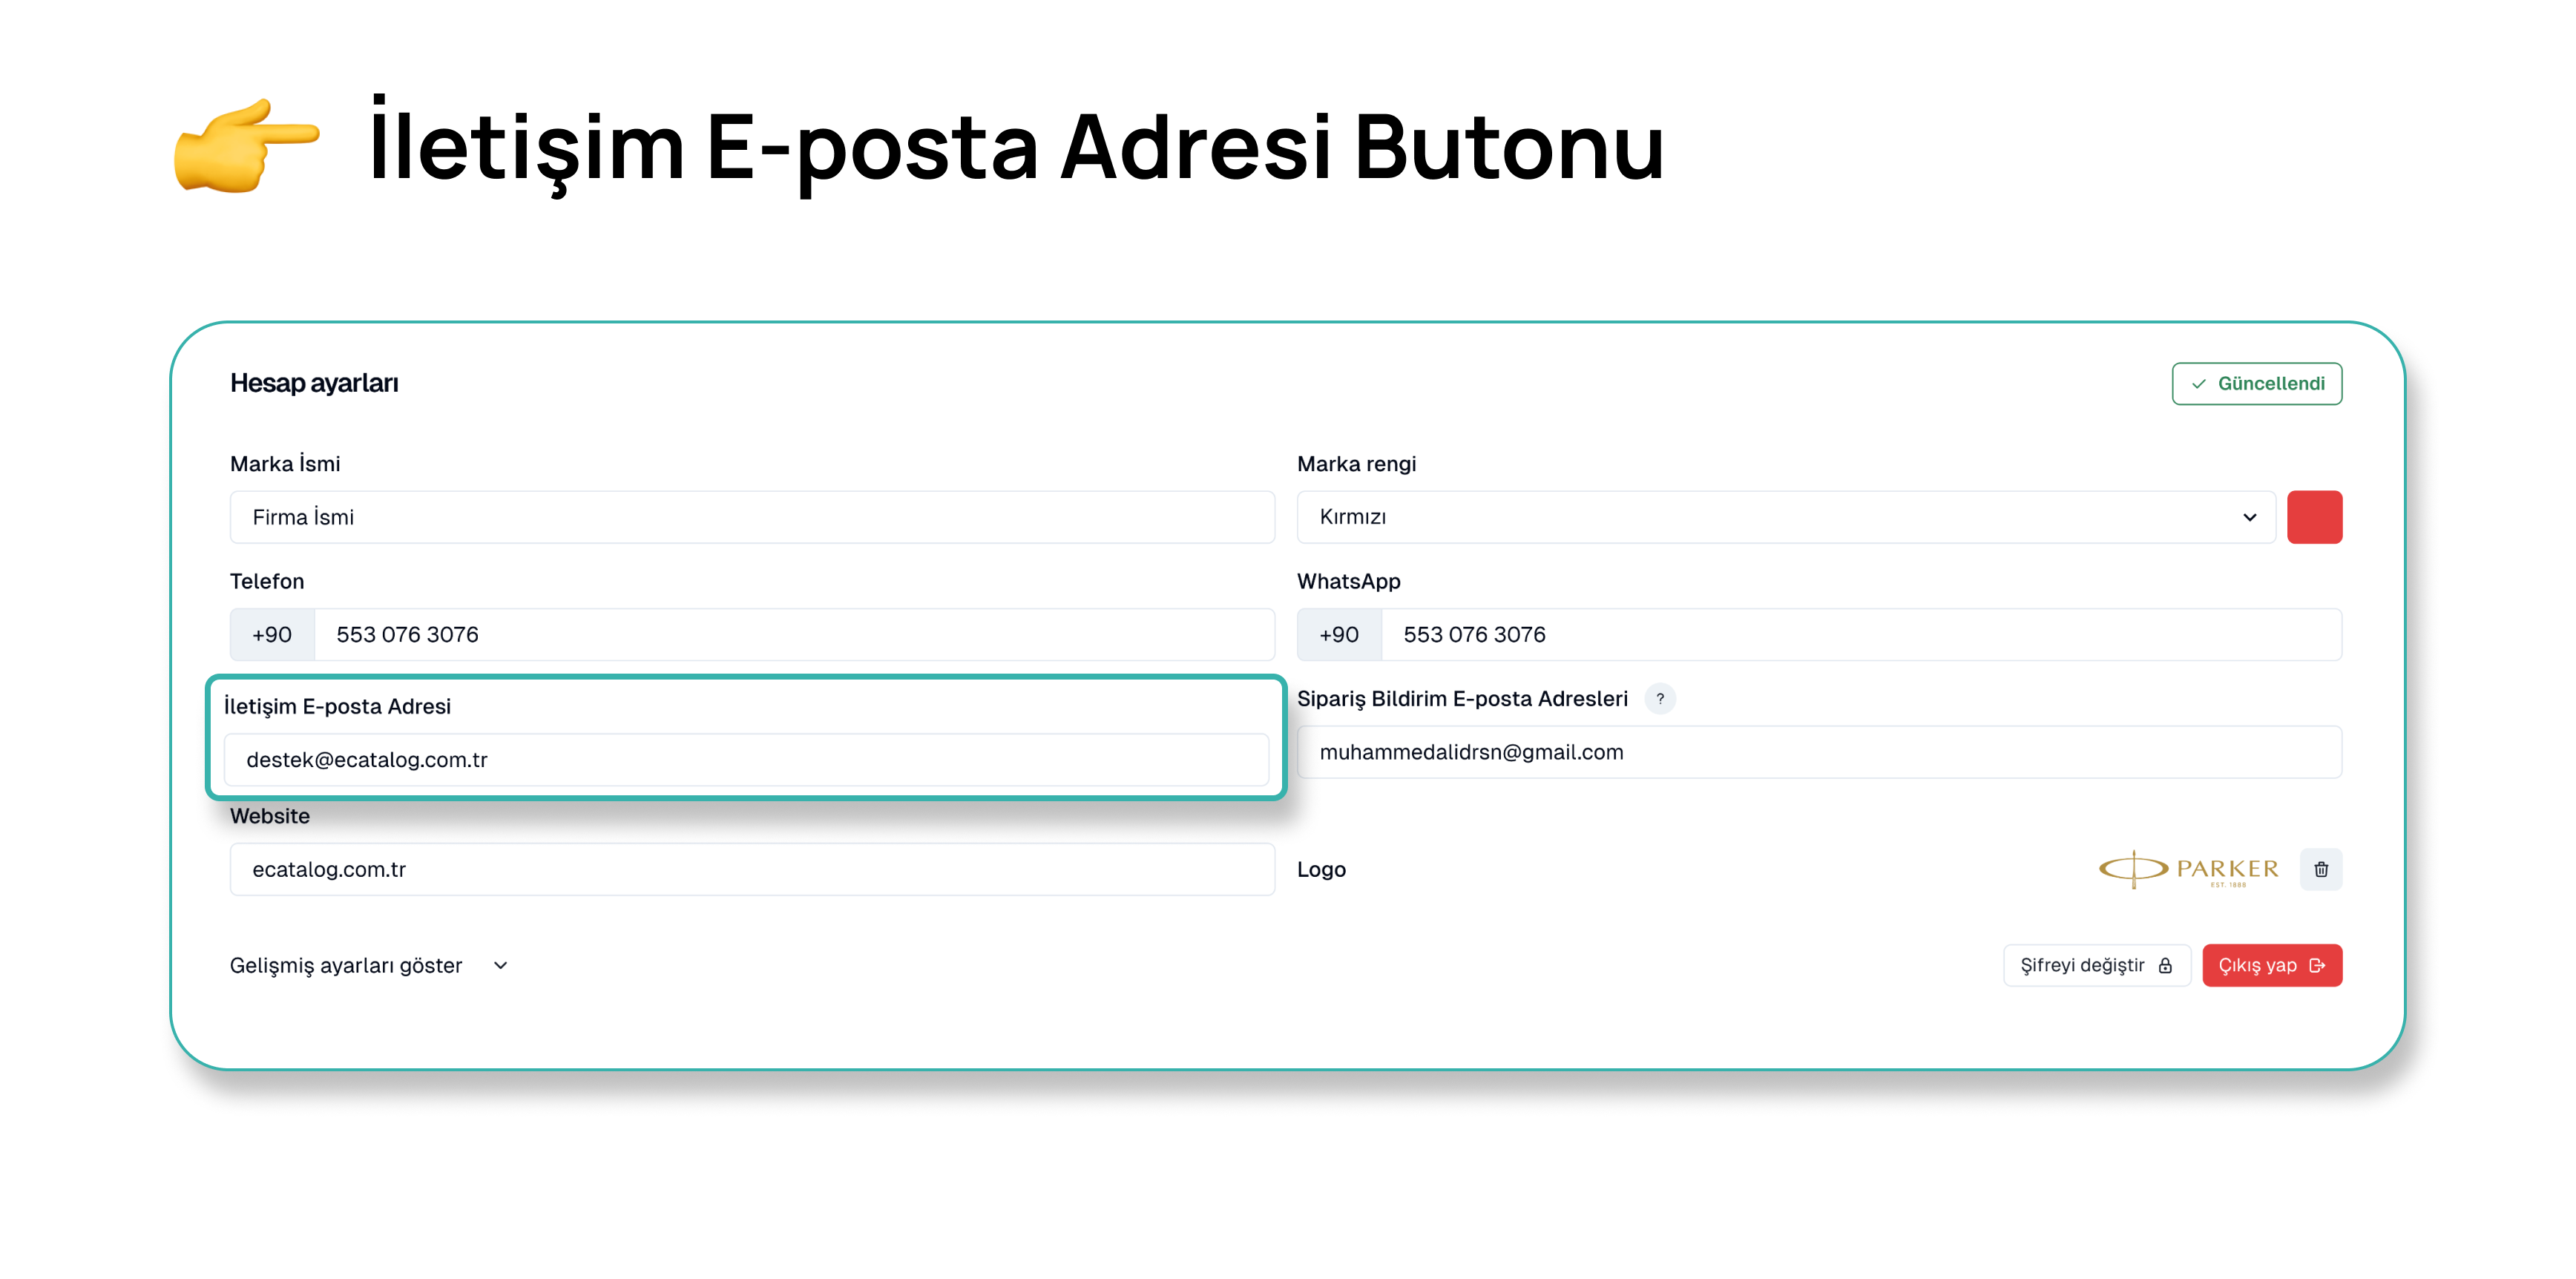 İletişim E-posta Adresi Butonu
Hesap ayarları
Güncellendi
Marka İsmi
Marka rengi
Firma İsmi
Kırmızı
Telefon
WhatsApp
+90 553 076 3076
+90 553 076 3076
İletişim E-posta Adresi
Sipariş Bildirim E-posta Adresleri ?
destek@ecatalog.com.tr
muhammedalidrsn@gmail.com
Website
ecatalog.com.tr
Logo
PARKER
EST. 1888
Gelişmiş ayarları göster
Şifreyi değiştir
Çıkış yap